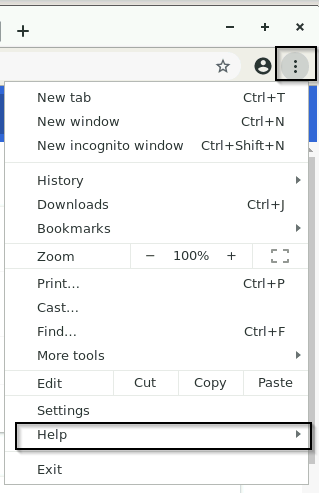 New tab Ctrl+T
New window Ctrl+N
New incognito window Ctrl+Shift+N
History
Downloads Ctrl+J
Bookmarks
Zoom − 100% +
Print... Ctrl+P
Cast...
Find... Ctrl+F
More tools
Edit Cut Copy Paste
Settings
Help
Exit